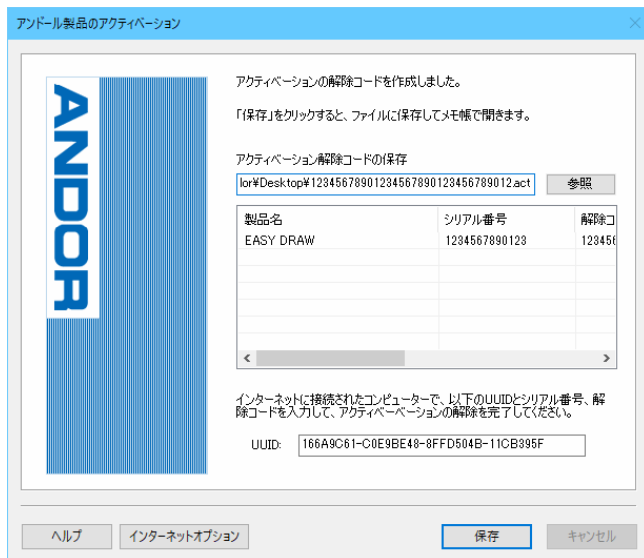 アンドール製品のアクティベーション
ANDOR
アクティベーションの解除コードを作成しました。
「保存」をクリックすると、ファイルに保存してメモ帳で開きます。
アクティベーション解除コードの保存
lor¥Desktop¥12345678901234567890123456789012.act 参照
製品名 シリアル番号 解除コ
EASY DRAW 1234567890123 123456
インターネットに接続されたコンピューターで、以下のUUIDとシリアル番号、解
除コードを入力して、アクティベーベーションの解除を完了してください。
UUID: 166A9C61-C0E9BE48-8FFD504B-11CB395F
ヘルプ インターネットオプション 保存 キャンセル